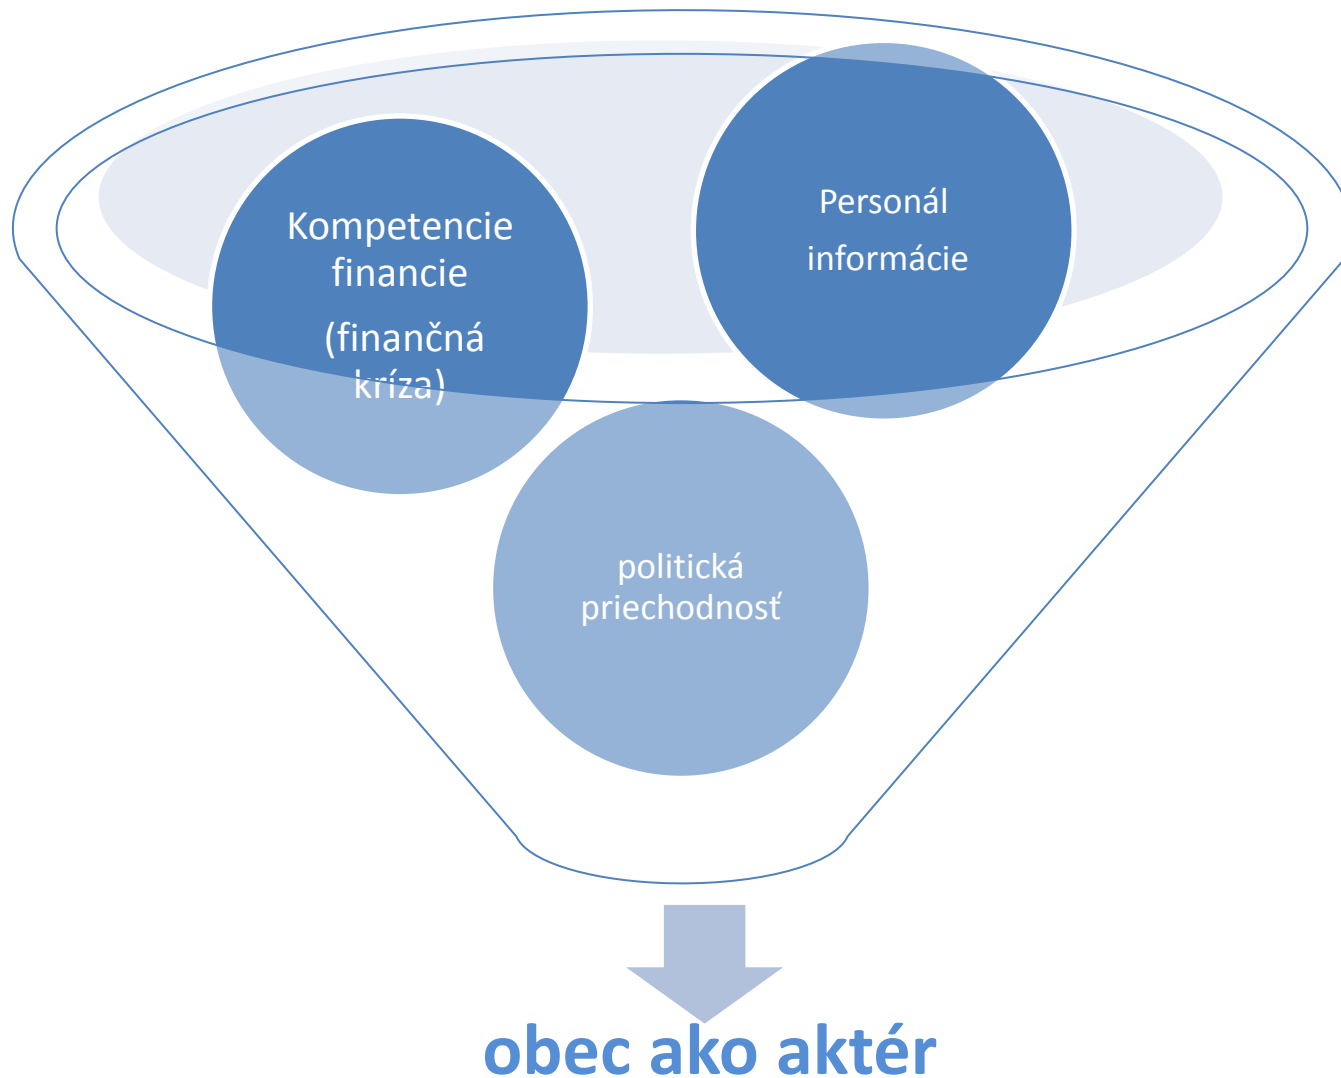 Kompetencie
financie
(finančná
kríza)
Personál
informácie
politická
priechodnosť
obec ako aktér